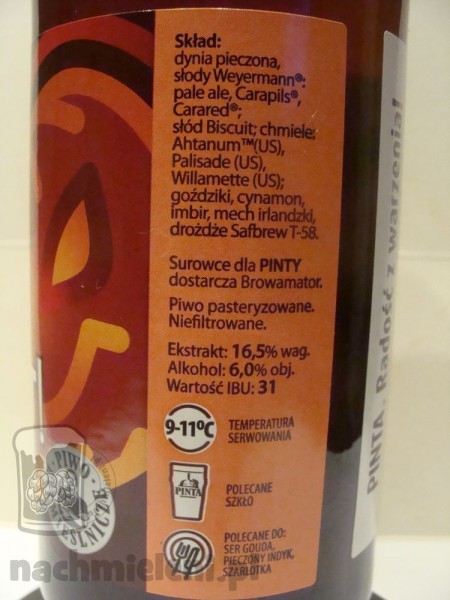 Skład:
dynia pieczona,
słody Weyermann®:
pale ale, Carapils®,
Carared®;
słód Biscuit; chmiele:
Ahtanum™(US),
Palisade (US),
Willamette (US);
goździki, cynamon,
imbir, mech irlandzki,
drożdże Safbrew T-58.
Surowce dla PINTY
dostarcza Browamator.
Piwo pasteryzowane.
Niefiltrowane.
Ekstrakt: 16,5% wag.
Alkohol: 6,0% obj.
Wartość IBU: 31
9-11ºC
TEMPERATURA
SERWOWANIA
PINTA
POLECANE
SZKŁO
POLECANE DO:
SER GOUDA,
PIECZONY INDYK,
SZARLOTKA
PINTA. Radość z warzenia!
PIWO
nachmieleni.pl